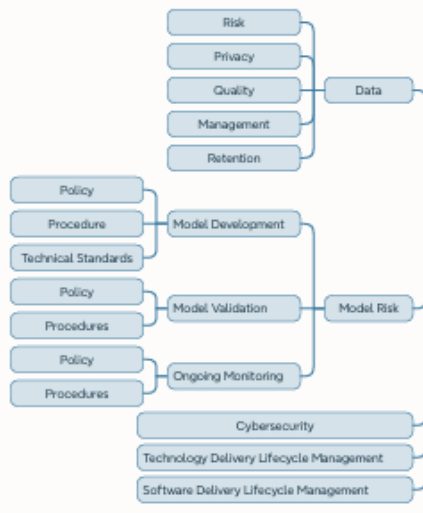 Risk
Privacy
Quality
Data
Management
Retention
Policy
Procedure
Model Development
Technical Standards
Policy
Model Validation
Model Risk
Procedures
Policy
Ongoing Monitoring
Procedures
Cybersecurity
Technology Delivery Lifecycle Management
Software Delivery Lifecycle Management